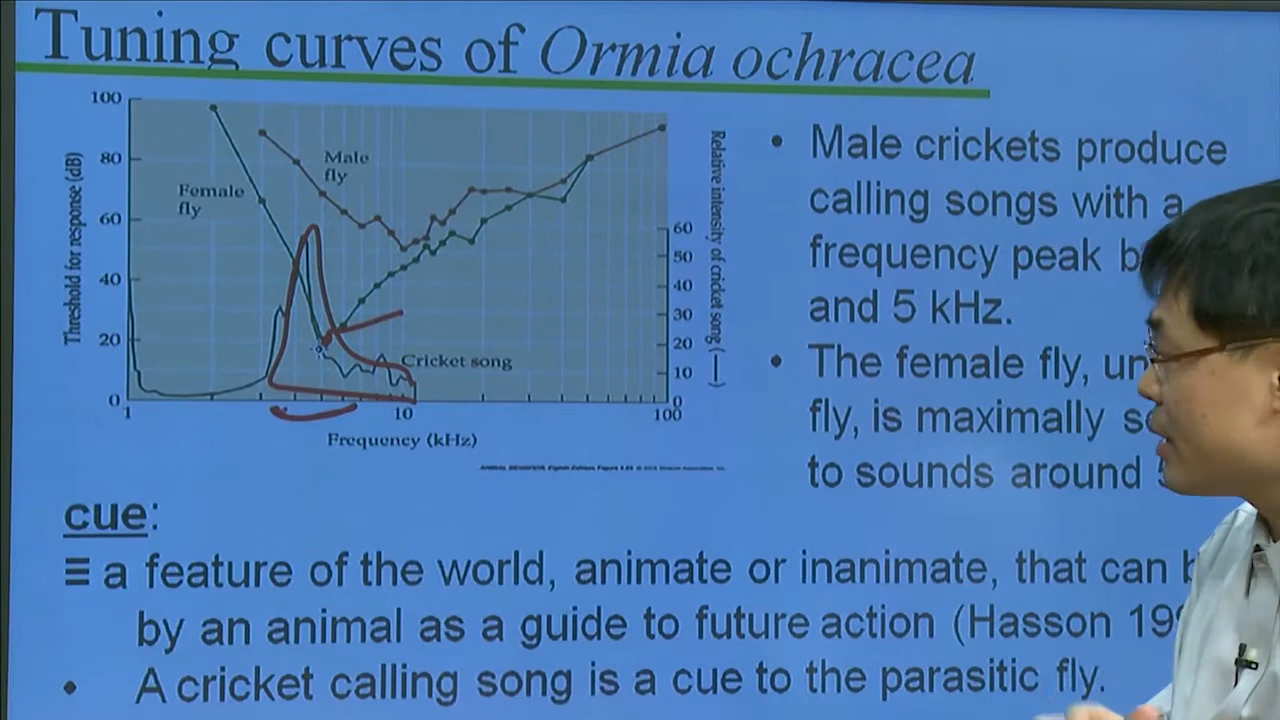 Tuning curves of Ormia ochracea
100
80
60
40
20
0
Threshold for response (dB)
Female
fly
Male
fly
Cricket song
60
50
40
30
20
10
0
Relative intensity of cricket song (—)
1
10
100
Frequency (kHz)
• Male crickets produce
calling songs with a
frequency peak
and 5 kHz.
• The female fly,
fly, is maximally
to sounds around
cue:
≡ a feature of the world, animate or inanimate, that can
by an animal as a guide to future action (Hasson
• A cricket calling song is a cue to the parasitic fly.